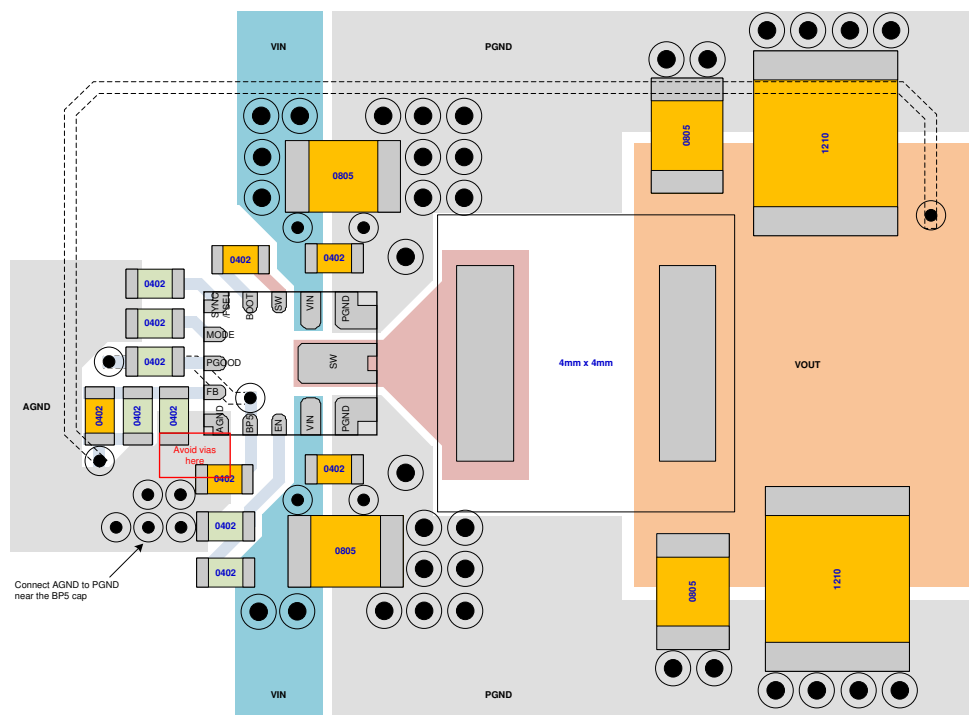 VIN
PGND
1210
0805
0805
0402
0402
0402
SYNC
/PSEL
BOOT
SW
VIN
PGND
0402
MODE
0402
PGOOD
SW
4mm x 4mm
VOUT
FB
AGND
0402
0402
0402
AGND
BP5
EN
VIN
PGND
Avoid vias
here
0402
0402
0402
0805
0402
Connect AGND to PGND
near the BP5 cap
0805
1210
VIN
PGND